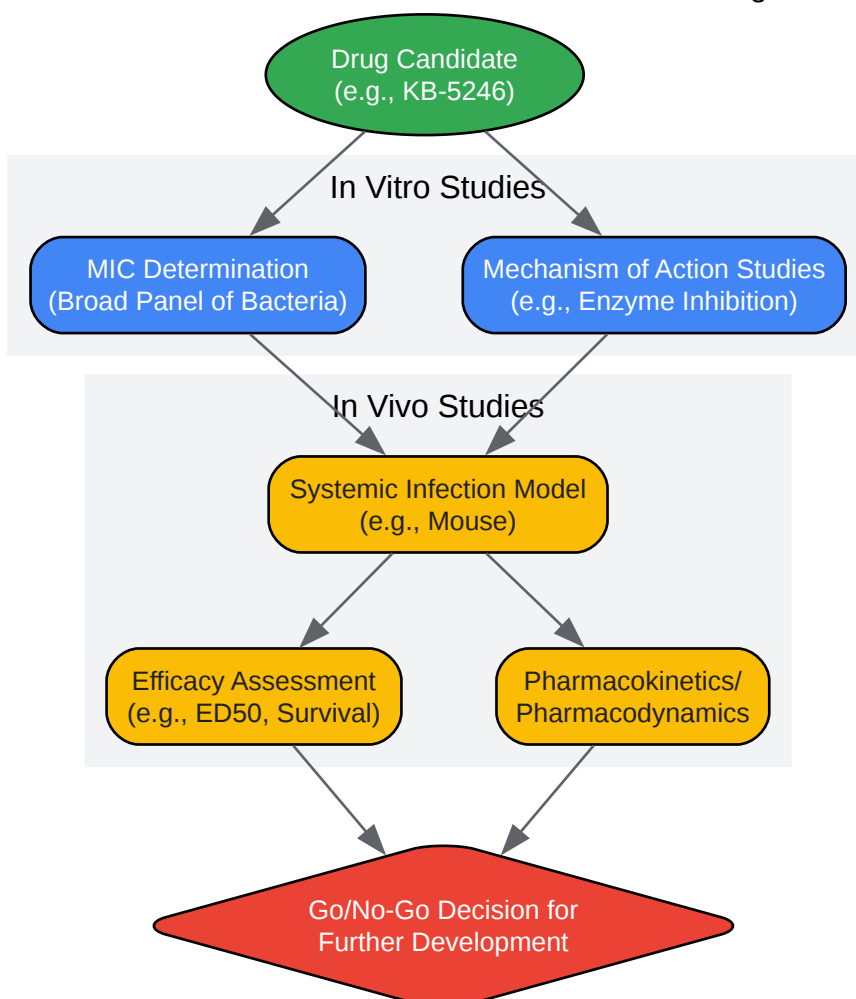 Drug Candidate
(e.g., KB-5246)
In Vitro Studies
MIC Determination
(Broad Panel of Bacteria)
Mechanism of Action Studies
(e.g., Enzyme Inhibition)
In Vivo Studies
Systemic Infection Model
(e.g., Mouse)
Efficacy Assessment
(e.g., ED50, Survival)
Pharmacokinetics/
Pharmacodynamics
Go/No-Go Decision for
Further Development